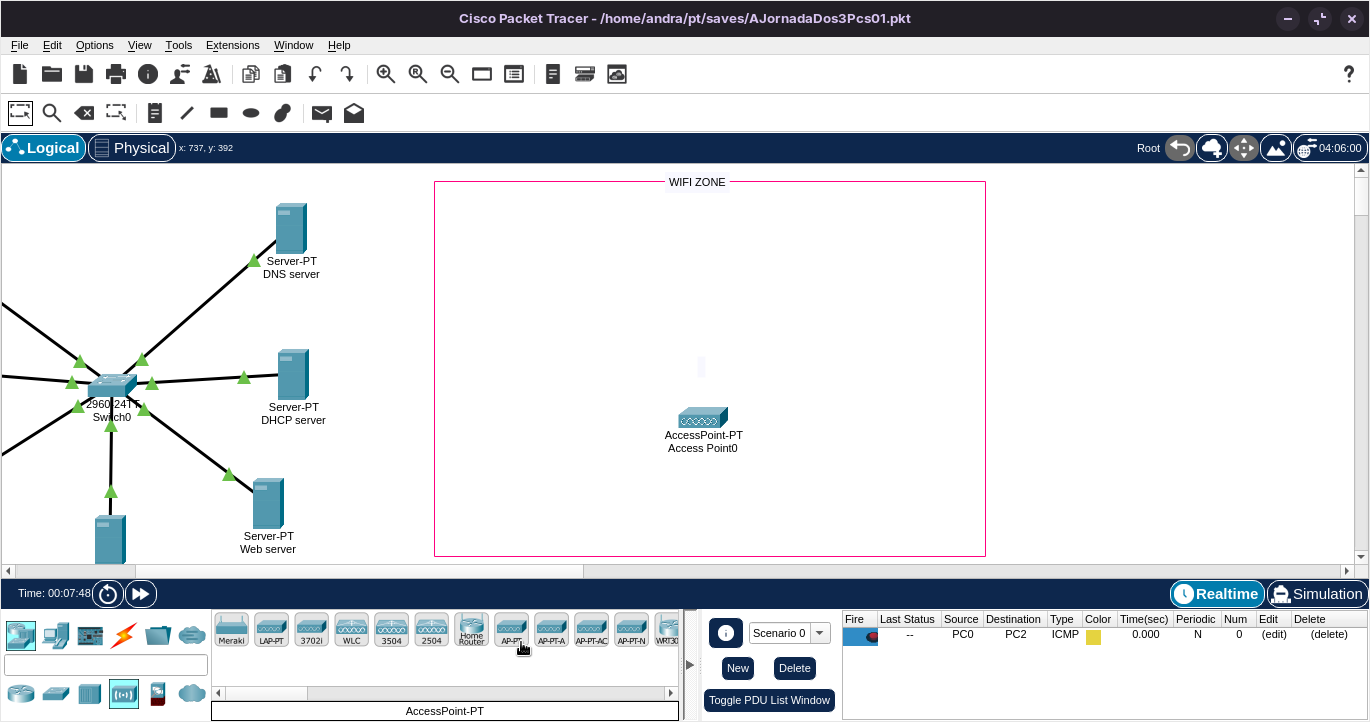 Cisco Packet Tracer - /home/andra/pt/saves/AJornadaDos3Pcs01.pkt
File Edit Options View Tools Extensions Window Help
?
Logical Physical x: 737, y: 392 Root 04:06:00
WIFI ZONE
Server-PT
DNS server
Server-PT
DHCP server
2960-24TT
Switch0
AccessPoint-PT
Access Point0
Server-PT
Web server
Time: 00:07:48 Realtime Simulation
Meraki LAP-PT 3702i WLC 3504 2504 Home Router AP-PT AP-PT-A AP-PT-AC AP-PT-N WRT30
AccessPoint-PT
Scenario 0
New Delete
Toggle PDU List Window
Fire Last Status Source Destination Type Color Time(sec) Periodic Num Edit Delete
-- PC0 PC2 ICMP 0.000 N 0 (edit) (delete)